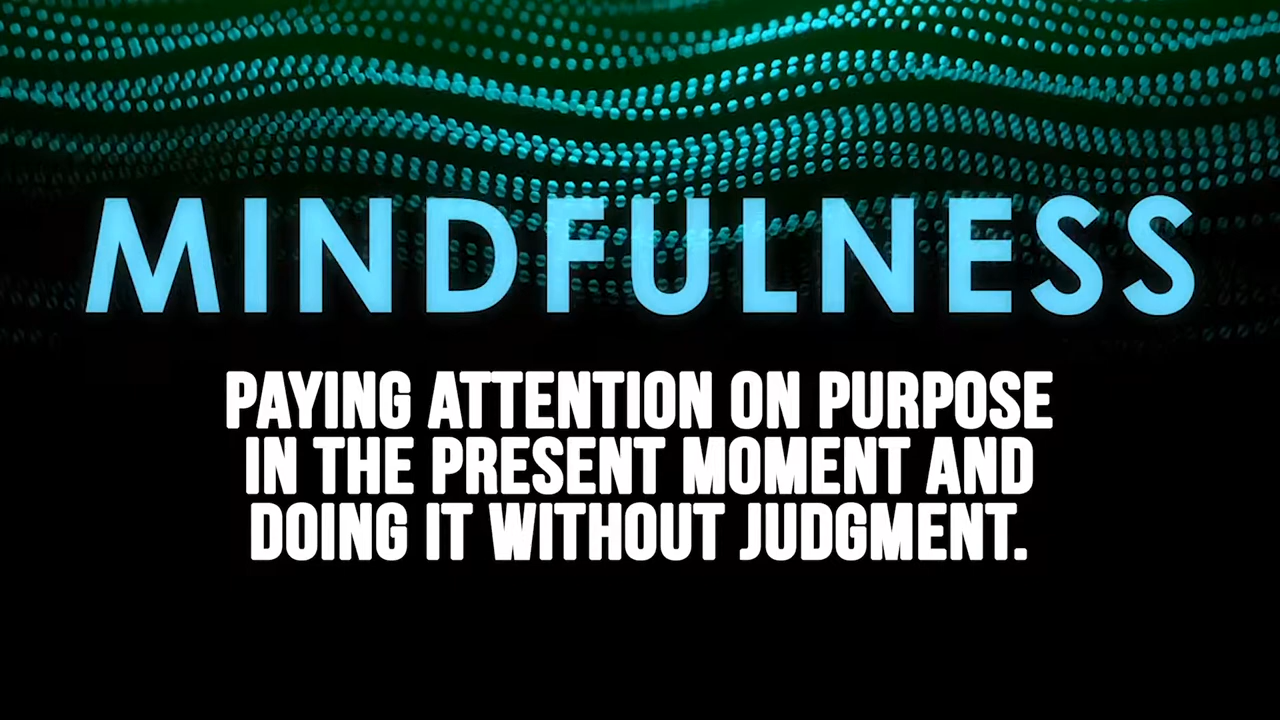 MINDFULNESS
PAYING ATTENTION ON PURPOSE
IN THE PRESENT MOMENT AND
DOING IT WITHOUT JUDGMENT.